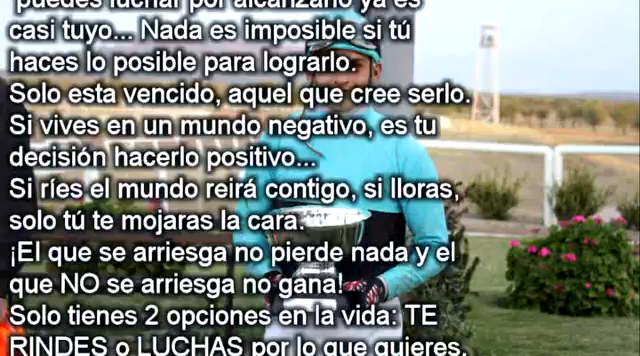 puedes luchar por alcanzarlo ya es
casi tuyo... Nada es imposible si tú
haces lo posible para lograrlo.
Solo esta vencido, aquel que cree serlo.
Si vives en un mundo negativo, es tu
decisión hacerlo positivo...
Si ríes el mundo reirá contigo, si lloras,
solo tú te mojaras la cara.
¡El que se arriesga no pierde nada y el
que NO se arriesga no gana!
Solo tienes 2 opciones en la vida: TE
RINDES o LUCHAS por lo que quieres.